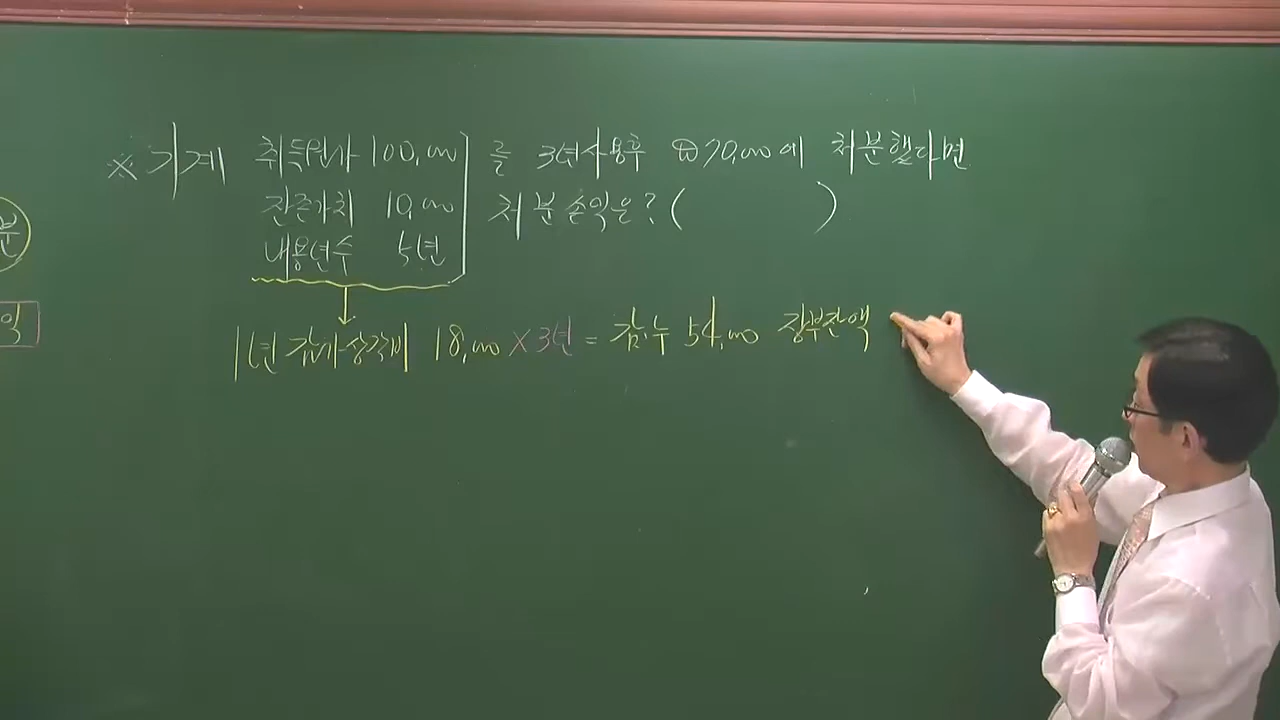 ※ 기계 취득원가 100,000 를 3년사용후 ₩70,000에 처분했다면
잔존가치 10,000 처분손익은? ( )
내용년수 5년
분
익
1년 감가상각비 18,000 × 3년 = 감.누 54,000 장부잔액